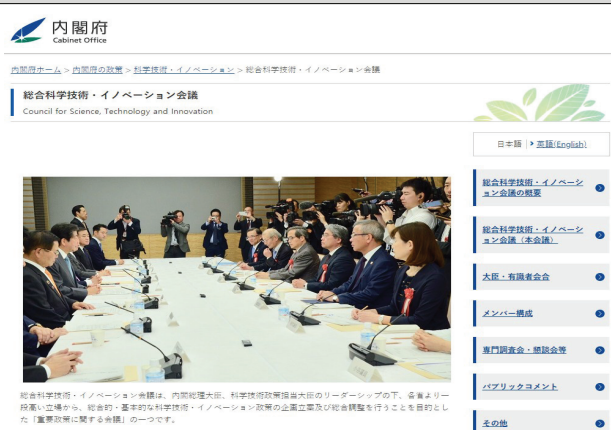 内閣府
Cabinet Office
内閣府ホーム > 内閣府の政策 > 科学技術・イノベーション > 総合科学技術・イノベーション会議
総合科学技術・イノベーション会議
Council for Science, Technology and Innovation
日本語 英語(English)
総合科学技術・イノベーシ
ョン会議の概要
総合科学技術・イノベーシ
ョン会議（本会議）
大臣・有識者会合
メンバー構成
専門調査会・懇談会等
パブリックコメント
その他
総合科学技術・イノベーション会議は、内閣総理大臣、科学技術政策担当大臣のリーダーシップの下、各省より一
段高い立場から、総合的・基本的な科学技術・イノベーション政策の企画立案及び総合調整を行うことを目的とし
た「重要政策に関する会議」の一つです。